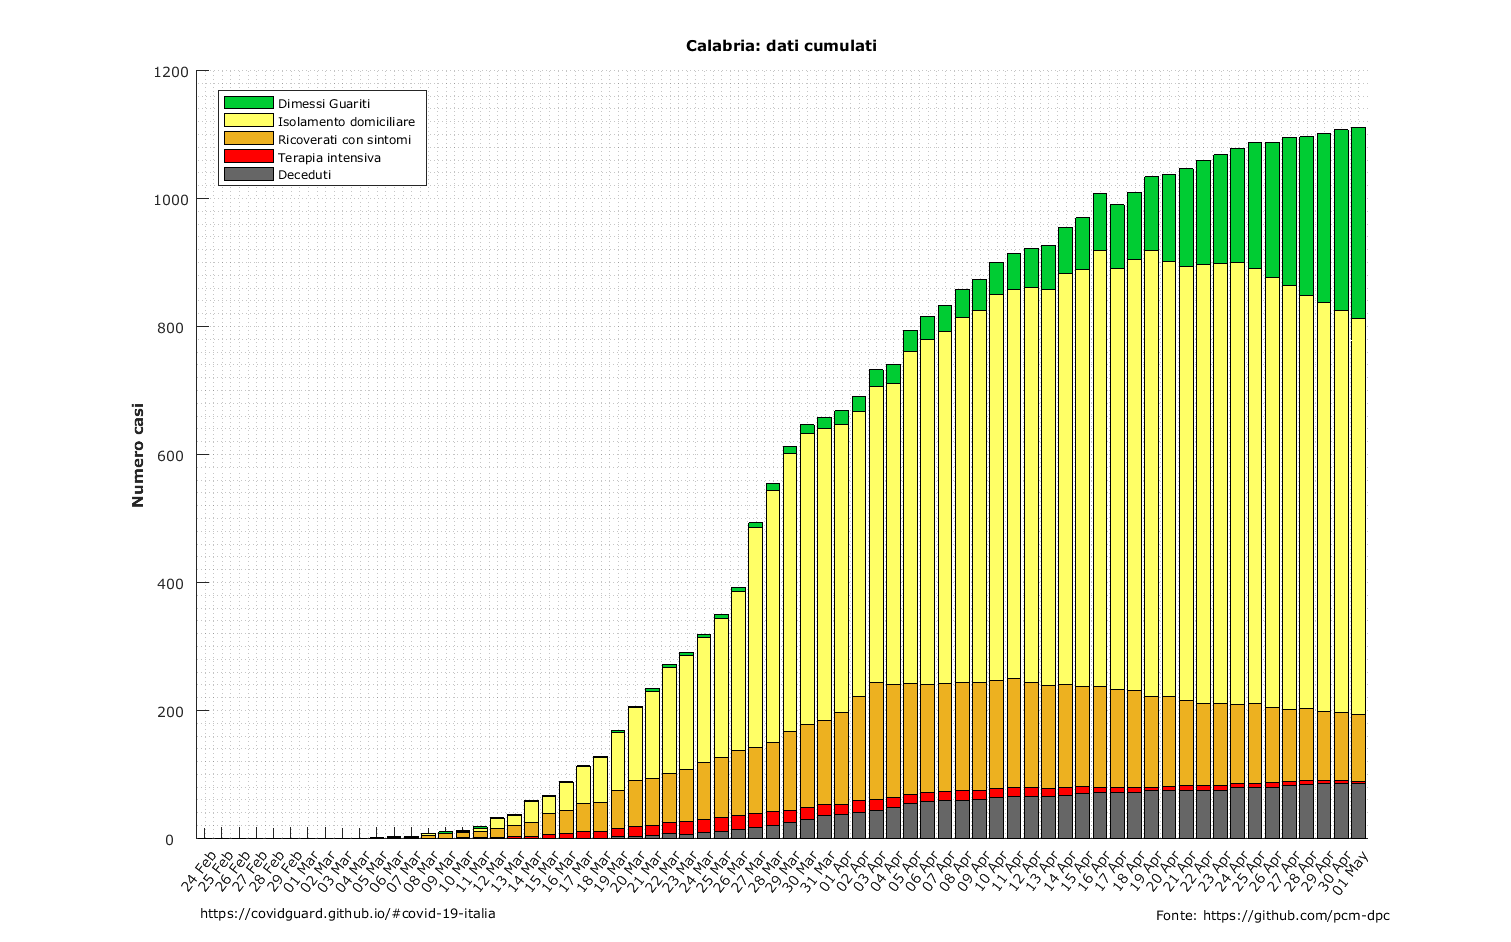 Calabria: dati cumulati
1200
1000
800
600
400
200
0
Numero casi
Dimessi Guariti
Isolamento domiciliare
Ricoverati con sintomi
Terapia intensiva
Deceduti
24 Feb
25 Feb
26 Feb
27 Feb
28 Feb
29 Feb
01 Mar
02 Mar
03 Mar
04 Mar
05 Mar
06 Mar
07 Mar
08 Mar
09 Mar
10 Mar
11 Mar
12 Mar
13 Mar
14 Mar
15 Mar
16 Mar
17 Mar
18 Mar
19 Mar
20 Mar
21 Mar
22 Mar
23 Mar
24 Mar
25 Mar
26 Mar
27 Mar
28 Mar
29 Mar
30 Mar
31 Mar
01 Apr
02 Apr
03 Apr
04 Apr
05 Apr
06 Apr
07 Apr
08 Apr
09 Apr
10 Apr
11 Apr
12 Apr
13 Apr
14 Apr
15 Apr
16 Apr
17 Apr
18 Apr
19 Apr
20 Apr
21 Apr
22 Apr
23 Apr
24 Apr
25 Apr
26 Apr
27 Apr
28 Apr
29 Apr
30 Apr
01 May
https://covidguard.github.io/#covid-19-italia
Fonte: https://github.com/pcm-dpc